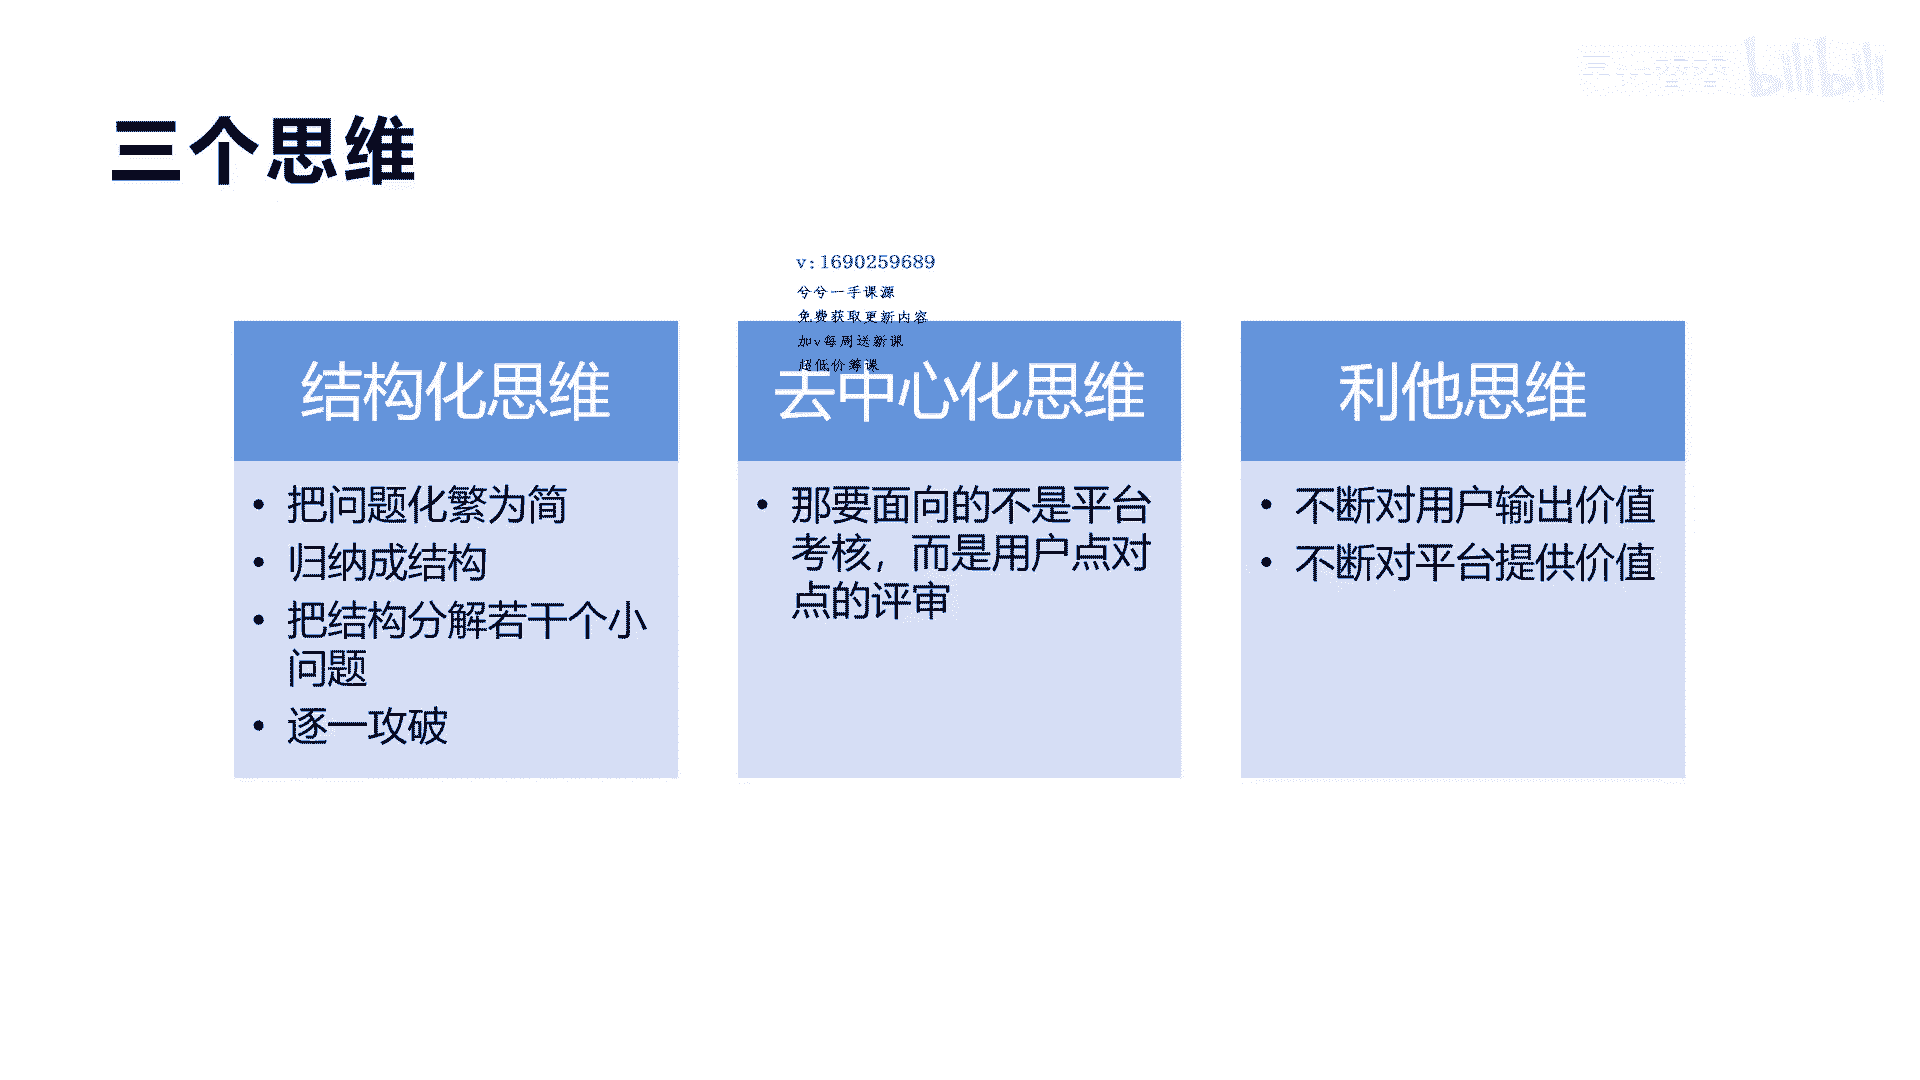 bilibili
三个思维
v:1690259689
兮兮一手课源
免费获取更新内容
加v每周送新课
超低价筹课
结构化思维
• 把问题化繁为简
• 归纳成结构
• 把结构分解若干个小
问题
• 逐一攻破
去中心化思维
• 那要面向的不是平台
考核，而是用户点对
点的评审
利他思维
• 不断对用户输出价值
• 不断对平台提供价值